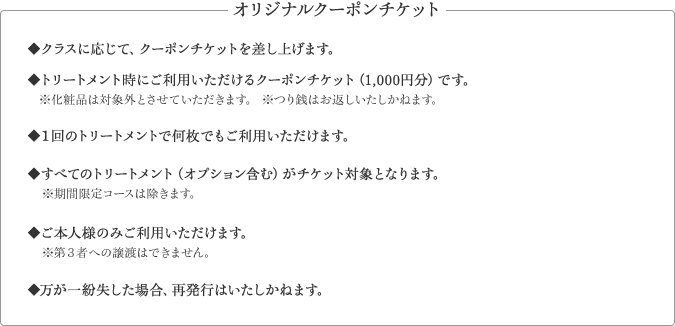 オリジナルクーポンチケット
◆クラスに応じて、クーポンチケットを差し上げます。
◆トリートメント時にご利用いただけるクーポンチケット（1,000円分）です。
※化粧品は対象外とさせていただきます。 ※つり銭はお返しいたしかねます。
◆１回のトリートメントで何枚でもご利用いただけます。
◆すべてのトリートメント（オプション含む）がチケット対象となります。
※期間限定コースは除きます。
◆ご本人様のみご利用いただけます。
※第３者への譲渡はできません。
◆万が一紛失した場合、再発行はいたしかねます。